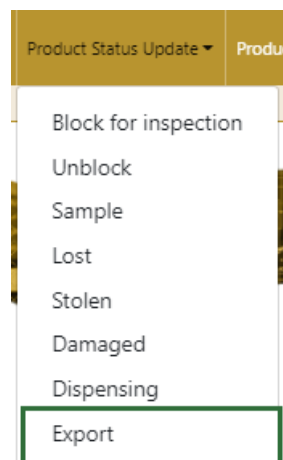 Product Status Update
Block for inspection
Unblock
Sample
Lost
Stolen
Damaged
Dispensing
Export